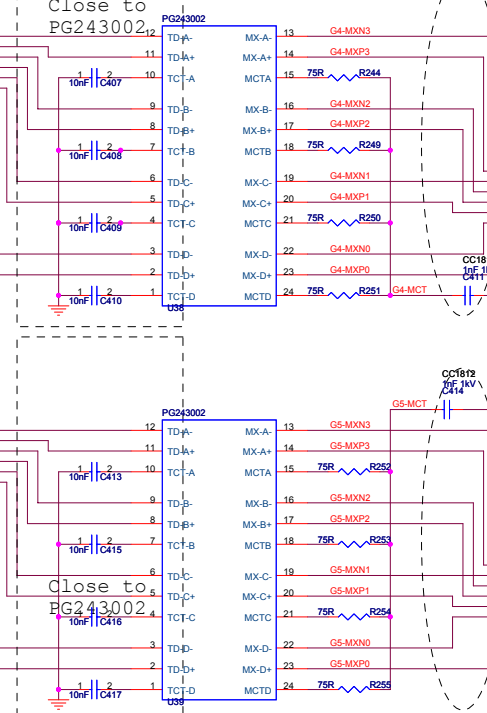 Close to
PG243002
PG243002
12 TD-A- MX-A- 13 G4-MXN3
11 TD-A+ MX-A+ 14 G4-MXP3
1 2 10 TCT-A MCTA 15 75R R244
10nF C407
9 TD-B- MX-B- 16 G4-MXN2
8 TD-B+ MX-B+ 17 G4-MXP2
1 2 7 TCT-B MCTB 18 75R R249
10nF C408
6 TD-C- MX-C- 19 G4-MXN1
5 TD-C+ MX-C+ 20 G4-MXP1
1 2 4 TCT-C MCTC 21 75R R250
10nF C409
3 TD-D- MX-D- 22 G4-MXN0
2 TD-D+ MX-D+ 23 G4-MXP0
CC18
1nF 1
C411
1 2 1 TCT-D MCTD 24 75R R251 G4-MCT
10nF C410
U38
CC1812
1nF 1kV
C414
G5-MCT
PG243002
12 TD-A- MX-A- 13 G5-MXN3
11 TD-A+ MX-A+ 14 G5-MXP3
1 2 10 TCT-A MCTA 15 75R R252
10nF C413
9 TD-B- MX-B- 16 G5-MXN2
8 TD-B+ MX-B+ 17 G5-MXP2
1 2 7 TCT-B MCTB 18 75R R253
10nF C415
6 TD-C- MX-C- 19 G5-MXN1
Close to
PG243002
5 TD-C+ MX-C+ 20 G5-MXP1
1 2 4 TCT-C MCTC 21 75R R254
10nF C416
3 TD-D- MX-D- 22 G5-MXN0
2 TD-D+ MX-D+ 23 G5-MXP0
1 2 1 TCT-D MCTD 24 75R R255
10nF C417
U39